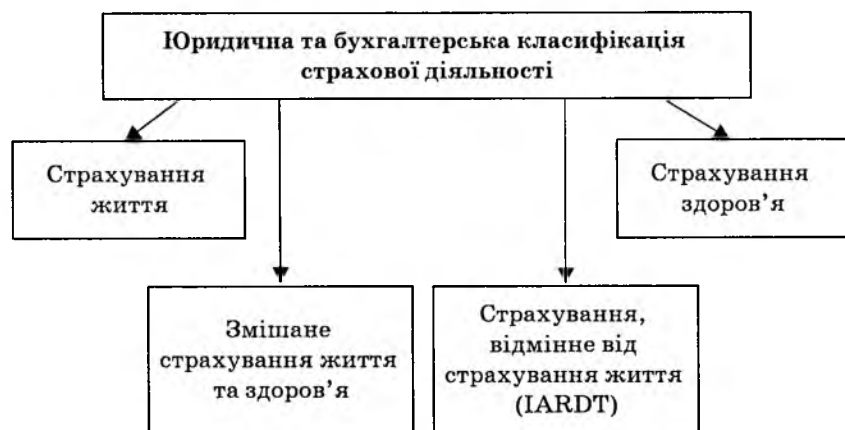 Юридична та бухгалтерська класифікація
страхової діяльності
Страхування
життя
Страхування
здоров’я
Змішане
страхування життя
та здоров’я
Страхування,
відмінне від
страхування життя
(IARDT)